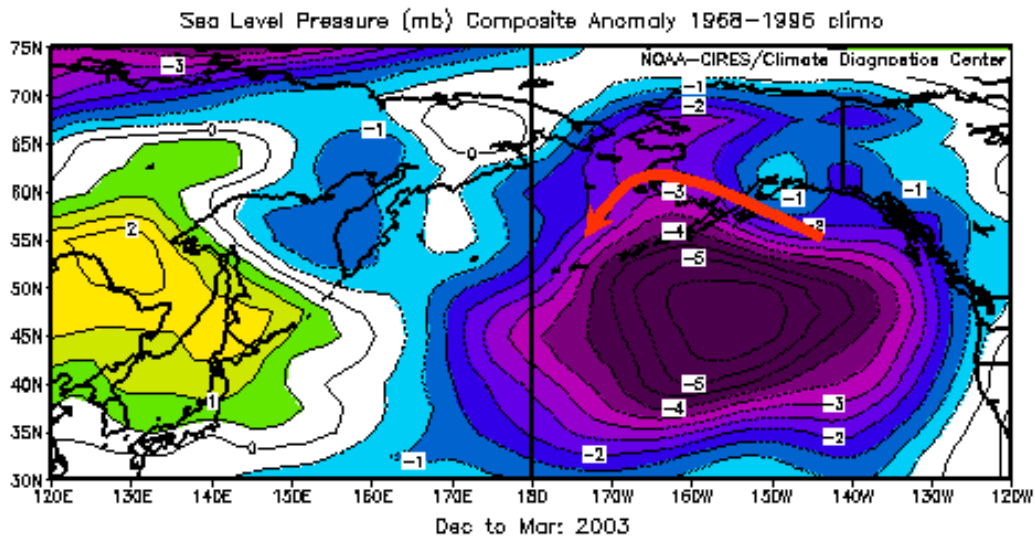 Sea Level Pressure (mb) Composite Anomaly 1968-1996 climo
NOAA-CIRES/Climate Diagnostics Center
75N
70N
65N
60N
55N
50N
45N
40N
35N
30N
-3
0
-1
0
2
1
0
-1
-1
-2
-3
-4
-5
-1
-2
-1
-5
-4
-3
-2
-2
120E 130E 140E 150E 160E 170E 180 170W 160W 150W 140W 130W 120W
Dec to Mar: 2003